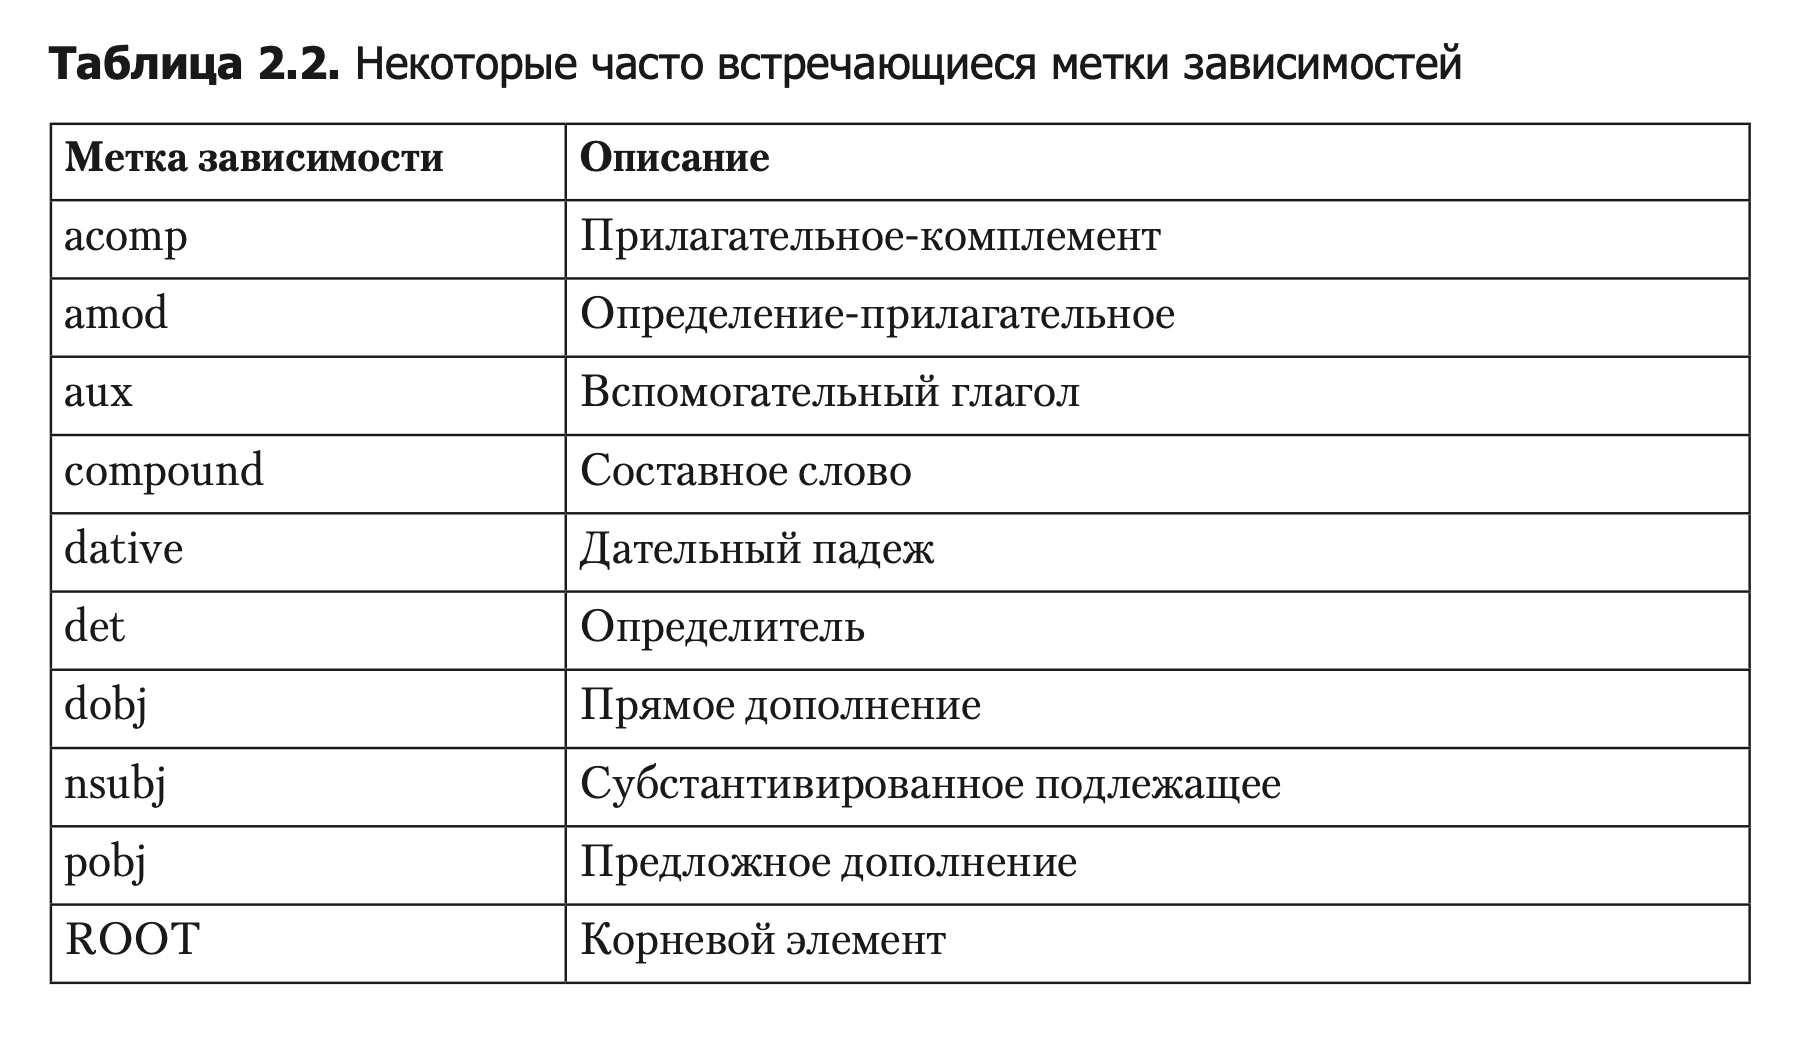 Таблица 2.2. Некоторые часто встречающиеся метки зависимостей
Метка зависимости Описание
acomp Прилагательное-комплемент
amod Определение-прилагательное
aux Вспомогательный глагол
compound Составное слово
dative Дательный падеж
det Определитель
dobj Прямое дополнение
nsubj Субстантивированное подлежащее
pobj Предложное дополнение
ROOT Корневой элемент